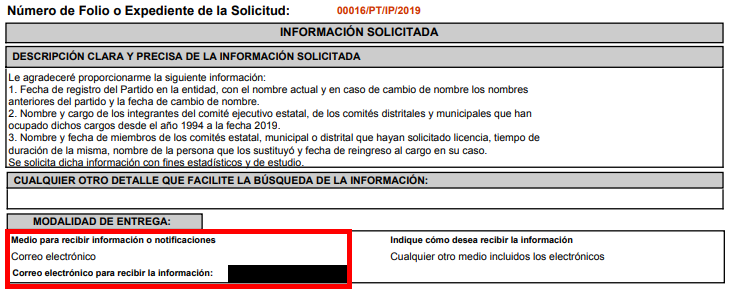 Número de Folio o Expediente de la Solicitud: 00016/PT/IP/2019
INFORMACIÓN SOLICITADA
DESCRIPCIÓN CLARA Y PRECISA DE LA INFORMACIÓN SOLICITADA
Le agradeceré proporcionarme la siguiente información:
1. Fecha de registro del Partido en la entidad, con el nombre actual y en caso de cambio de nombre los nombres
anteriores del partido y la fecha de cambio de nombre.
2. Nombre y cargo de los integrantes del comité ejecutivo estatal, de los comités distritales y municipales que han
ocupado dichos cargos desde el año 1994 a la fecha 2019.
3. Nombre y fecha de miembros de los comités estatal, municipal o distrital que hayan solicitado licencia, tiempo de
duración de la misma, nombre de la persona que los sustituyó y fecha de reingreso al cargo en su caso.
Se solicita dicha información con fines estadísticos y de estudio.
CUALQUIER OTRO DETALLE QUE FACILITE LA BÚSQUEDA DE LA INFORMACIÓN:
MODALIDAD DE ENTREGA:
Medio para recibir información o notificaciones
Correo electrónico
Correo electrónico para recibir la información:
Indique cómo desea recibir la información
Cualquier otro medio incluidos los electrónicos